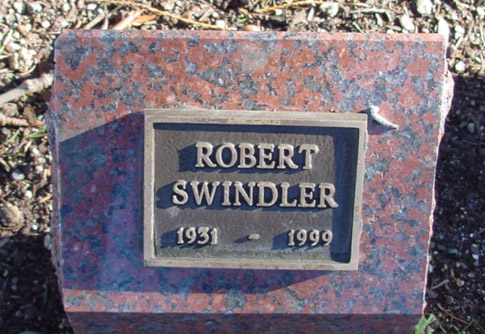 ROBERT
SWINDLER
1931 - 1999